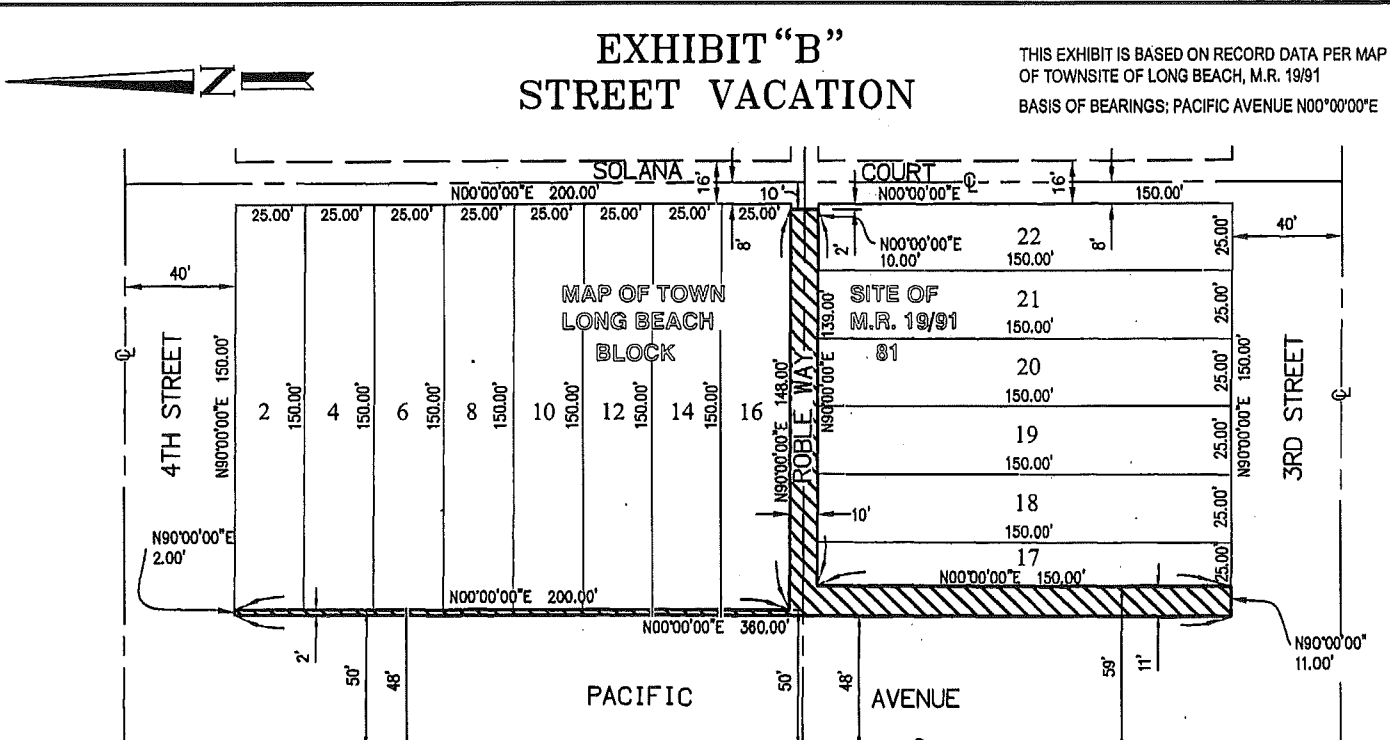 EXHIBIT "B"
STREET VACATION
THIS EXHIBIT IS BASED ON RECORD DATA PER MAP
OF TOWNSITE OF LONG BEACH, M.R. 19/91
BASIS OF BEARINGS; PACIFIC AVENUE N00°00'00"E
N
SOLANA
COURT
16'
10'
16'
N00°00'00"E 200.00'
N00°00'00"E
CL
150.00'
25.00'
25.00'
25.00'
25.00'
25.00'
25.00'
25.00'
25.00'
8'
2'
N00°00'00"E
10.00'
8'
22
150.00'
25.00'
40'
40'
MAP OF TOWN
LONG BEACH
BLOCK
SITE OF
M.R. 19/91
81
139.00'
N90°00'00"E
21
150.00'
25.00'
CL
4TH STREET
N90°00'00"E 150.00'
2
150.00'
4
150.00'
6
150.00'
8
150.00'
10
150.00'
12
150.00'
14
150.00'
16
N90°00'00"E 148.00'
ROBLE WAY
20
150.00'
25.00'
N90°00'00"E 150.00'
3RD STREET
CL
19
150.00'
25.00'
10'
18
150.00'
25.00'
N90°00'00"E
2.00'
17
N00°00'00"E 150.00'
25.00'
N00°00'00"E 200.00'
N00°00'00"E 360.00'
N90°00'00"
11.00'
2'
50'
48'
50'
48'
59'
11'
PACIFIC
AVENUE